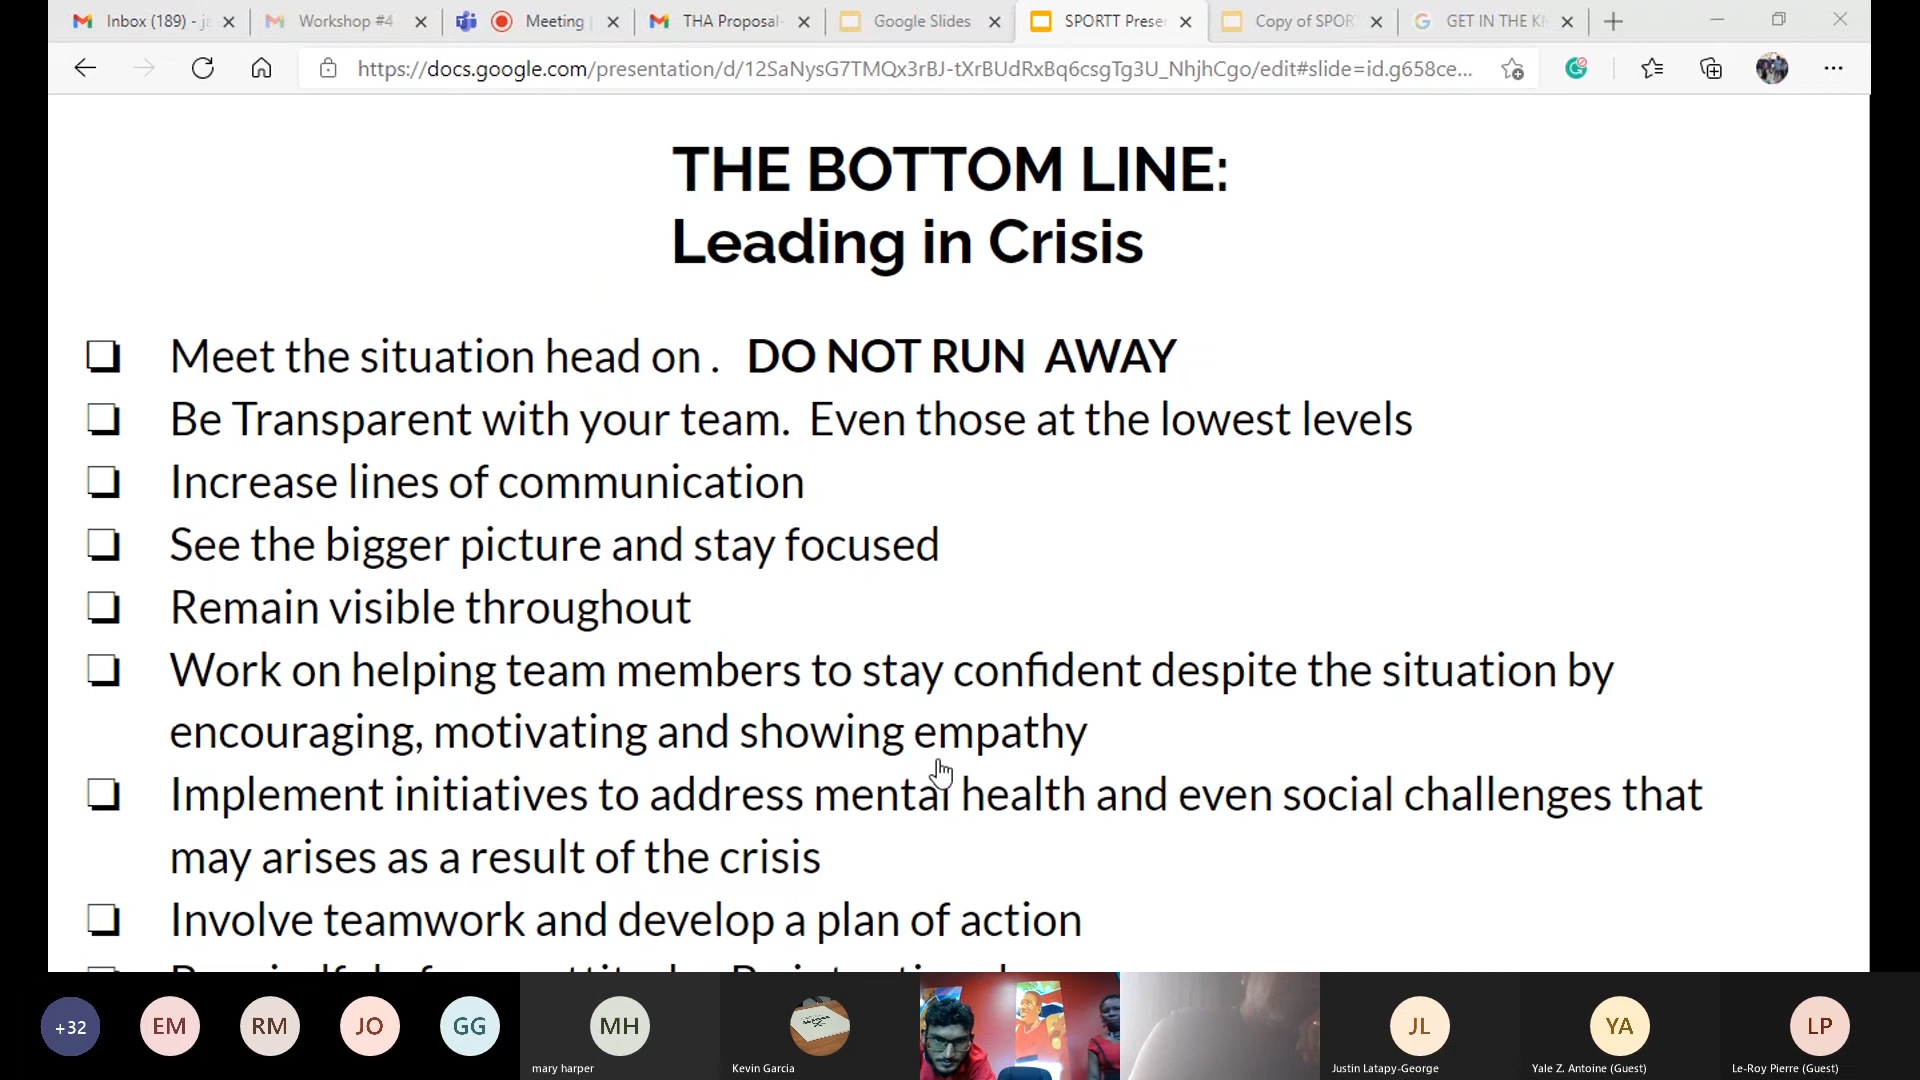 Inbox (189) - j
Workshop #4
Meeting
THA Proposal-
Google Slides
SPORTT Prese
Copy of SPOR
GET IN THE K
https://docs.google.com/presentation/d/12SaNysG7TMQx3rBJ-tXrBUdRxBq6csgTg3U_NhjhCgo/edit#slide=id.g658ce...
THE BOTTOM LINE:
Leading in Crisis
Meet the situation head on . DO NOT RUN AWAY
Be Transparent with your team. Even those at the lowest levels
Increase lines of communication
See the bigger picture and stay focused
Remain visible throughout
Work on helping team members to stay confident despite the situation by
encouraging, motivating and showing empathy
Implement initiatives to address mental health and even social challenges that
may arises as a result of the crisis
Involve teamwork and develop a plan of action
+32
EM
RM
JO
GG
MH
JL
YA
LP
mary harper
Kevin Garcia
Justin Latapy-George
Yale Z. Antoine (Guest)
Le-Roy Pierre (Guest)